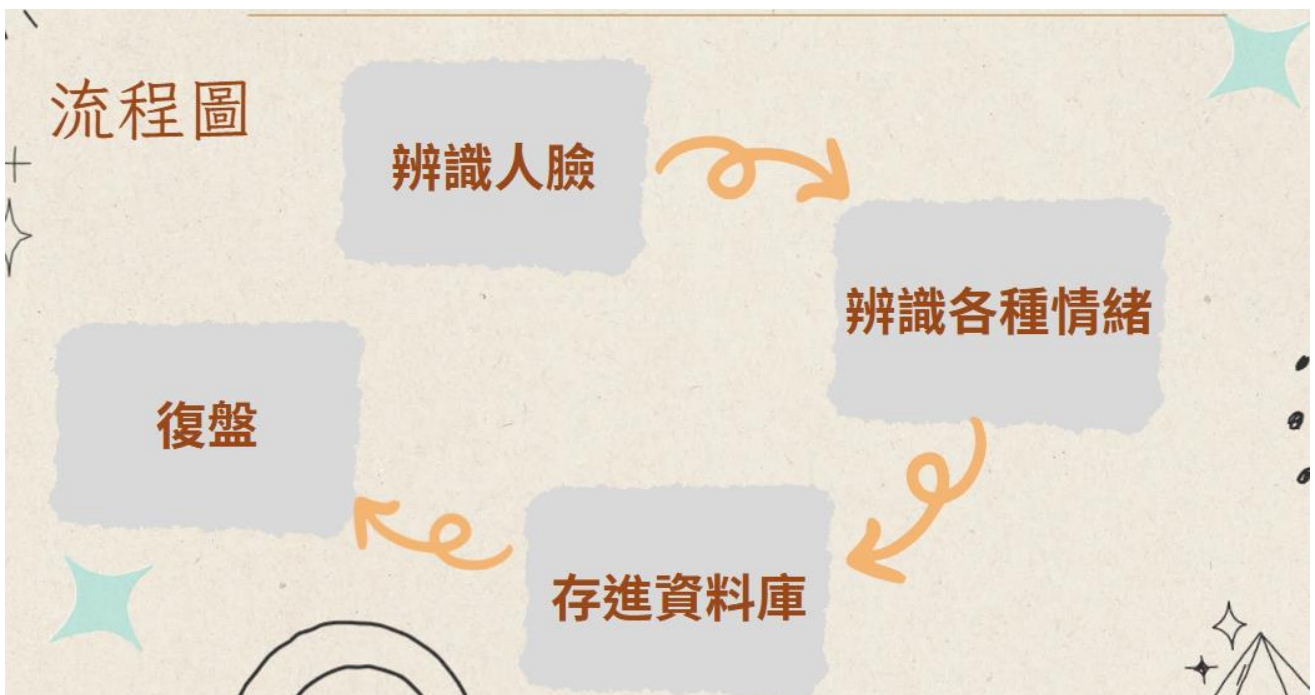 流程圖
辨識人臉
辨識各種情緒
存進資料庫
復盤